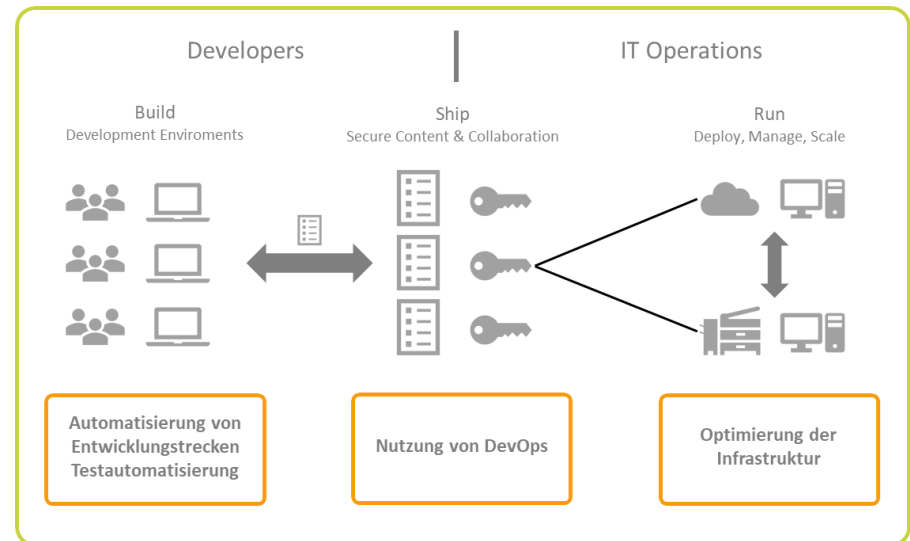 Developers
IT Operations
Build
Development Enviroments
Ship
Secure Content & Collaboration
Run
Deploy, Manage, Scale
Automatisierung von
Entwicklungstrecken
Testautomatisierung
Nutzung von DevOps
Optimierung der
Infrastruktur